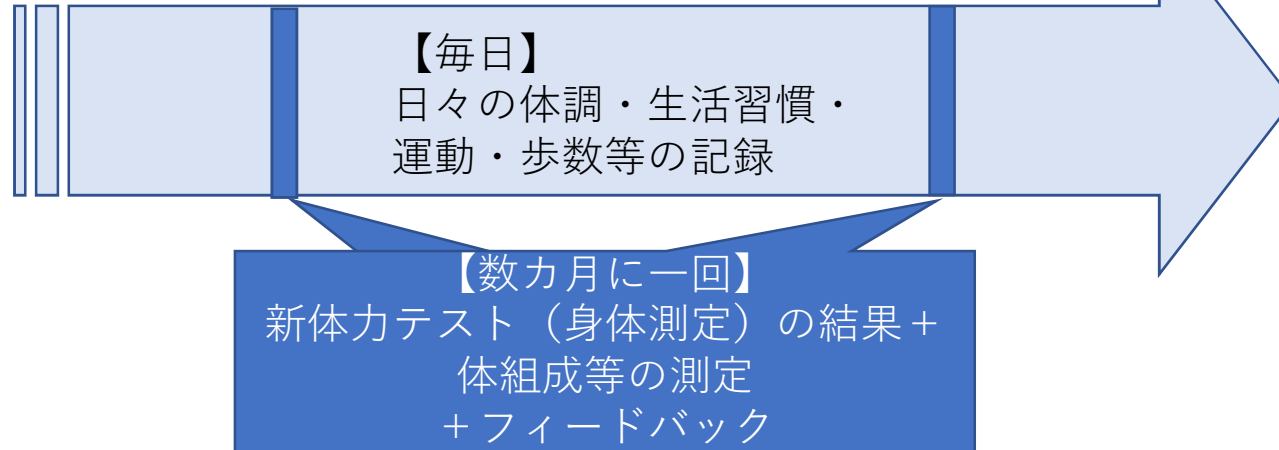 【毎日】
日々の体調・生活習慣・
運動・歩数等の記録
【数カ月に一回】
新体力テスト（身体測定）の結果＋
体組成等の測定
＋フィードバック